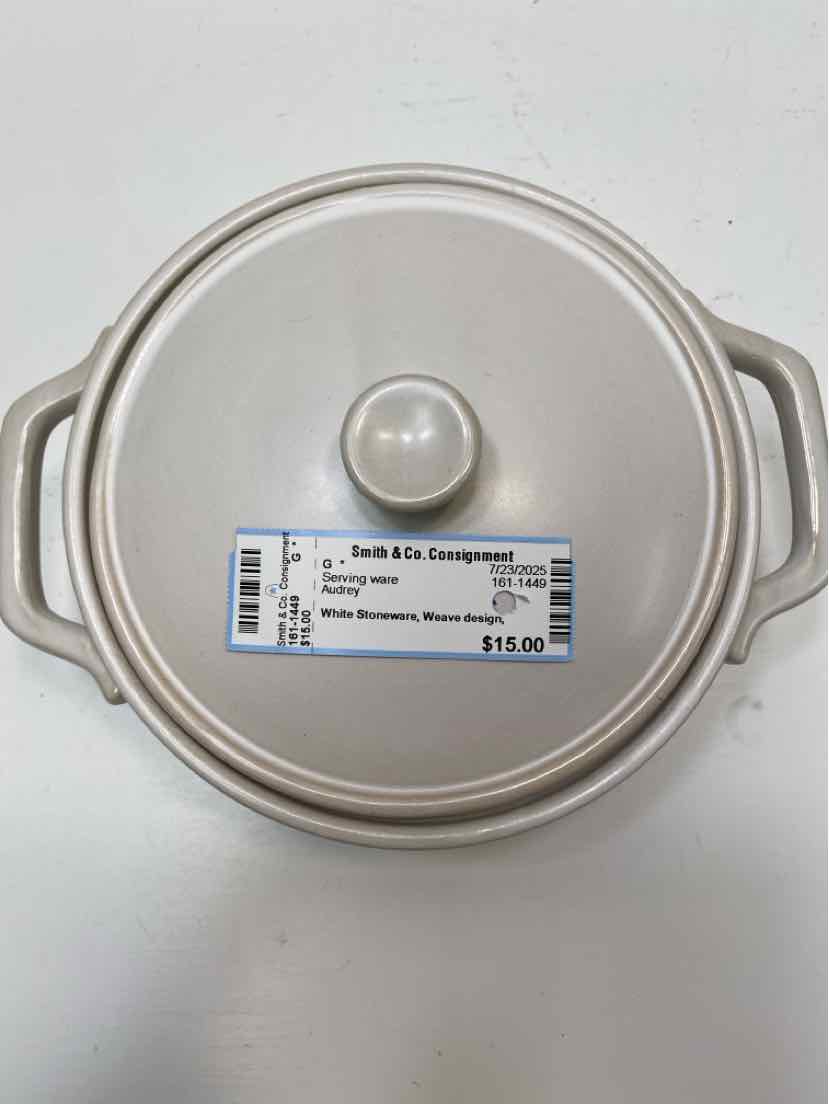 Smith & Co. Consignment
G *
161-1449
$15.00
Smith & Co. Consignment
G *
7/23/2025
Serving ware
161-1449
Audrey
White Stoneware, Weave design,
$15.00